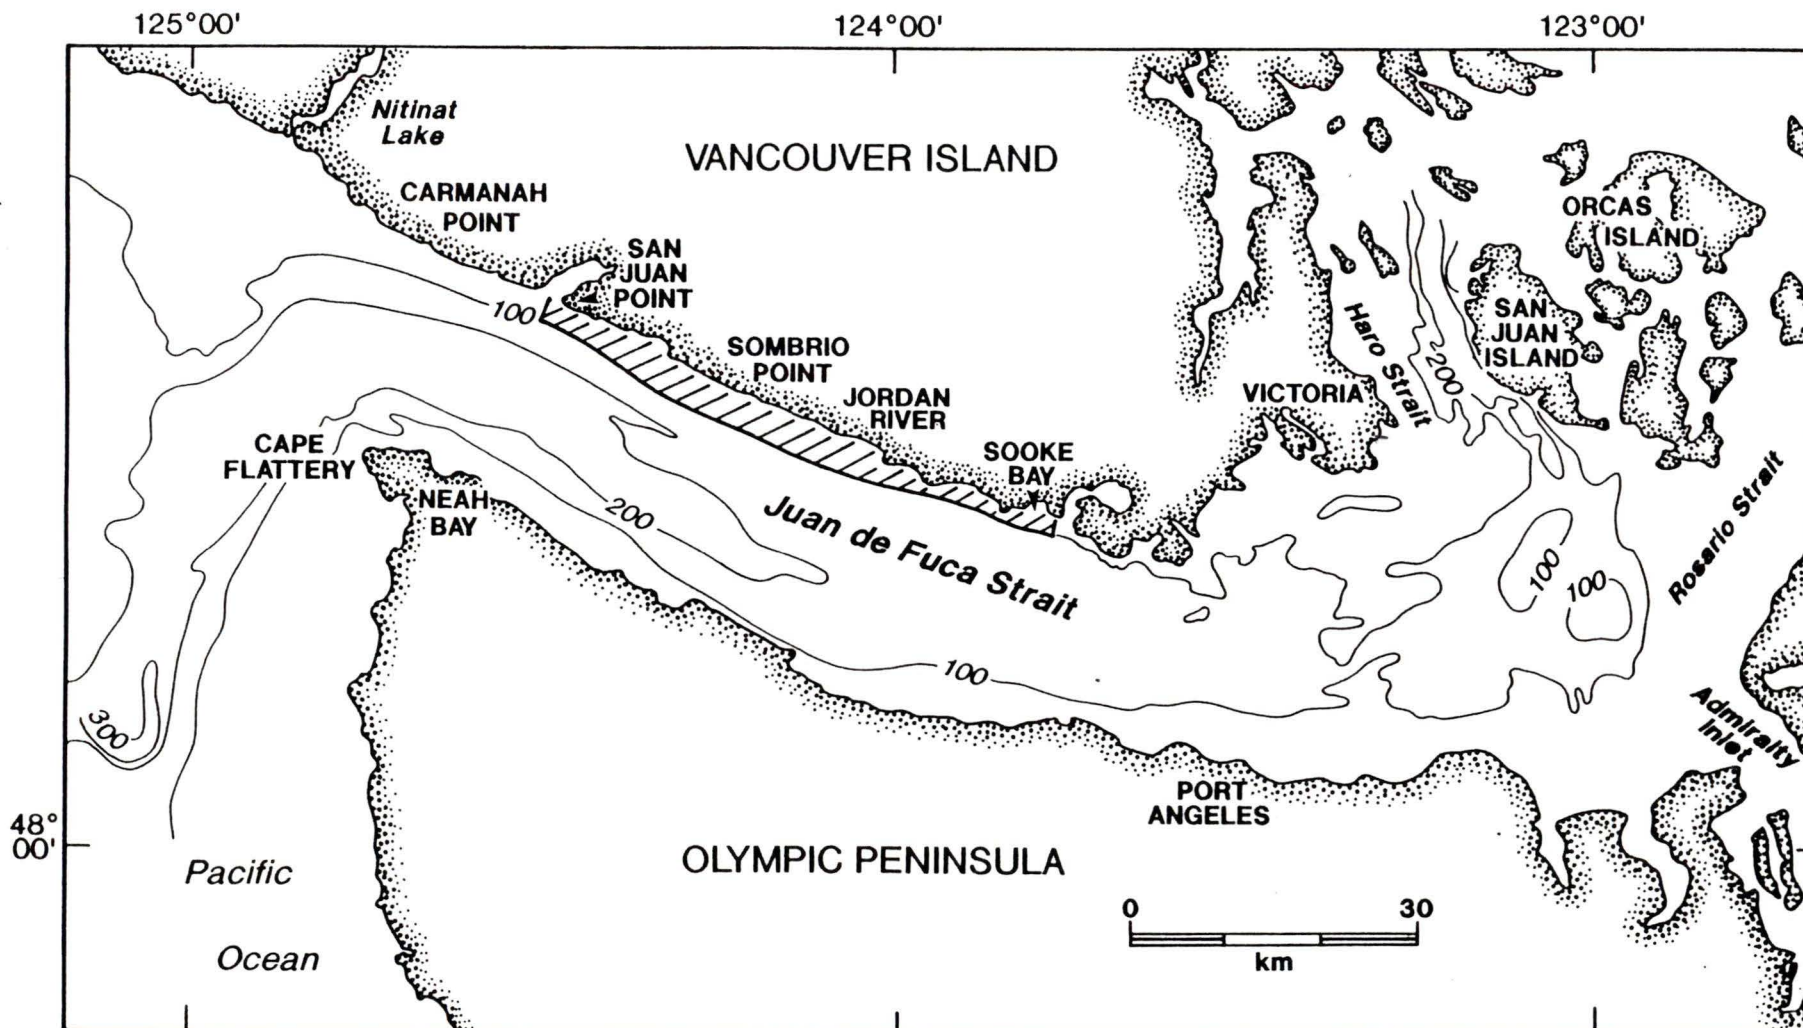 125°00'
124°00'
123°00'
Nitinat
Lake
VANCOUVER ISLAND
CARMANAH
POINT
ORCAS
ISLAND
SAN
JUAN
POINT
100
SAN
JUAN
ISLAND
Haro Strait
200
SOMBRIO
POINT
JORDAN
RIVER
VICTORIA
CAPE
FLATTERY
SOOKE
BAY
NEAH
BAY
200
Juan de Fuca Strait
100
100
Rosario Strait
100
300
Admiralty
Inlet
PORT
ANGELES
48°
00'
Pacific
Ocean
OLYMPIC PENINSULA
0 30
km